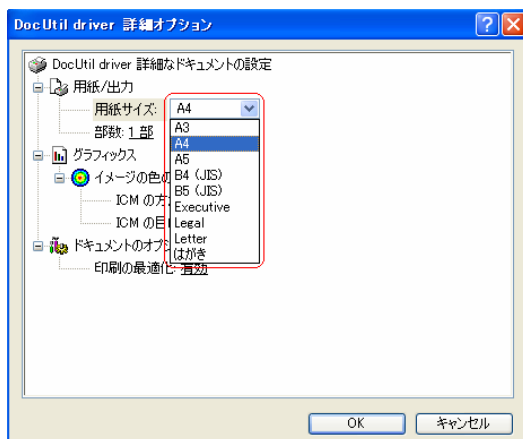 DocUtil driver 詳細オプション
DocUtil driver 詳細なドキュメントの設定
用紙/出力
用紙サイズ: A4
部数: 1 部
グラフィックス
イメージの色の
ICM の方
ICM の目
ドキュメントのオプ
印刷の最適化: 有効
A3
A4
A5
B4 (JIS)
B5 (JIS)
Executive
Legal
Letter
はがき
OK キャンセル